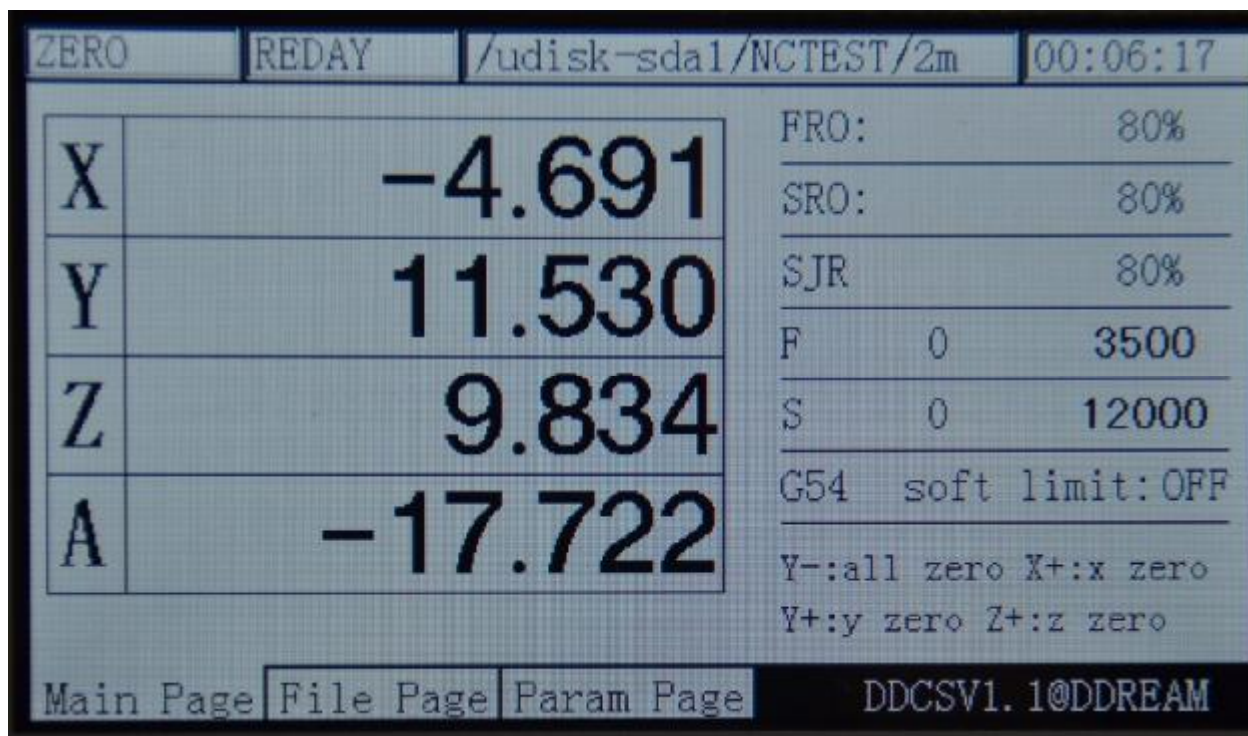 ZERO REDAY /udisk-sda1/NCTEST/2m 00:06:17
X -4.691
Y 11.530
Z 9.834
A -17.722
FRO: 80%
SRO: 80%
SJR 80%
F 0 3500
S 0 12000
G54 soft limit:OFF
Y-:all zero X+:x zero
Y+:y zero Z+:z zero
Main Page File Page Param Page DDCSV1.1@DDREAM